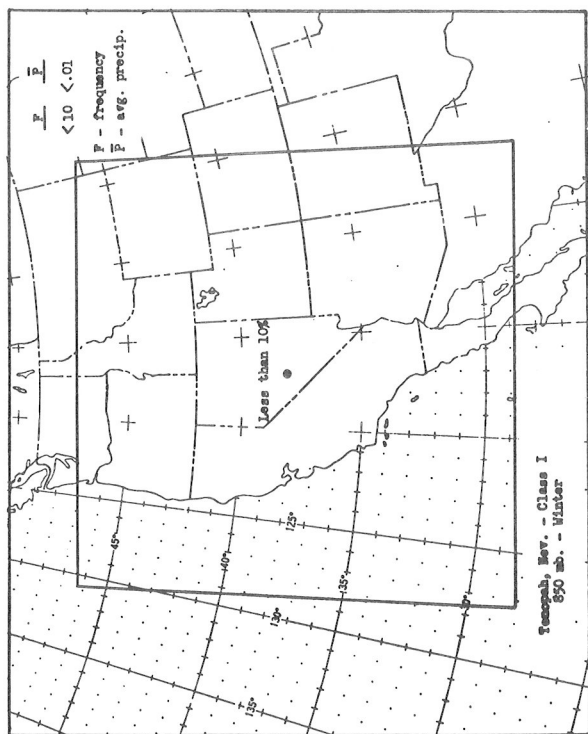 F P̅
<10 <.01
F - frequency
P̅ - avg. precip.
Less than 10%
45°
40°
35°
30°
125°
130°
135°
Tonopah, Nev. - Class I
850 mb. - Winter